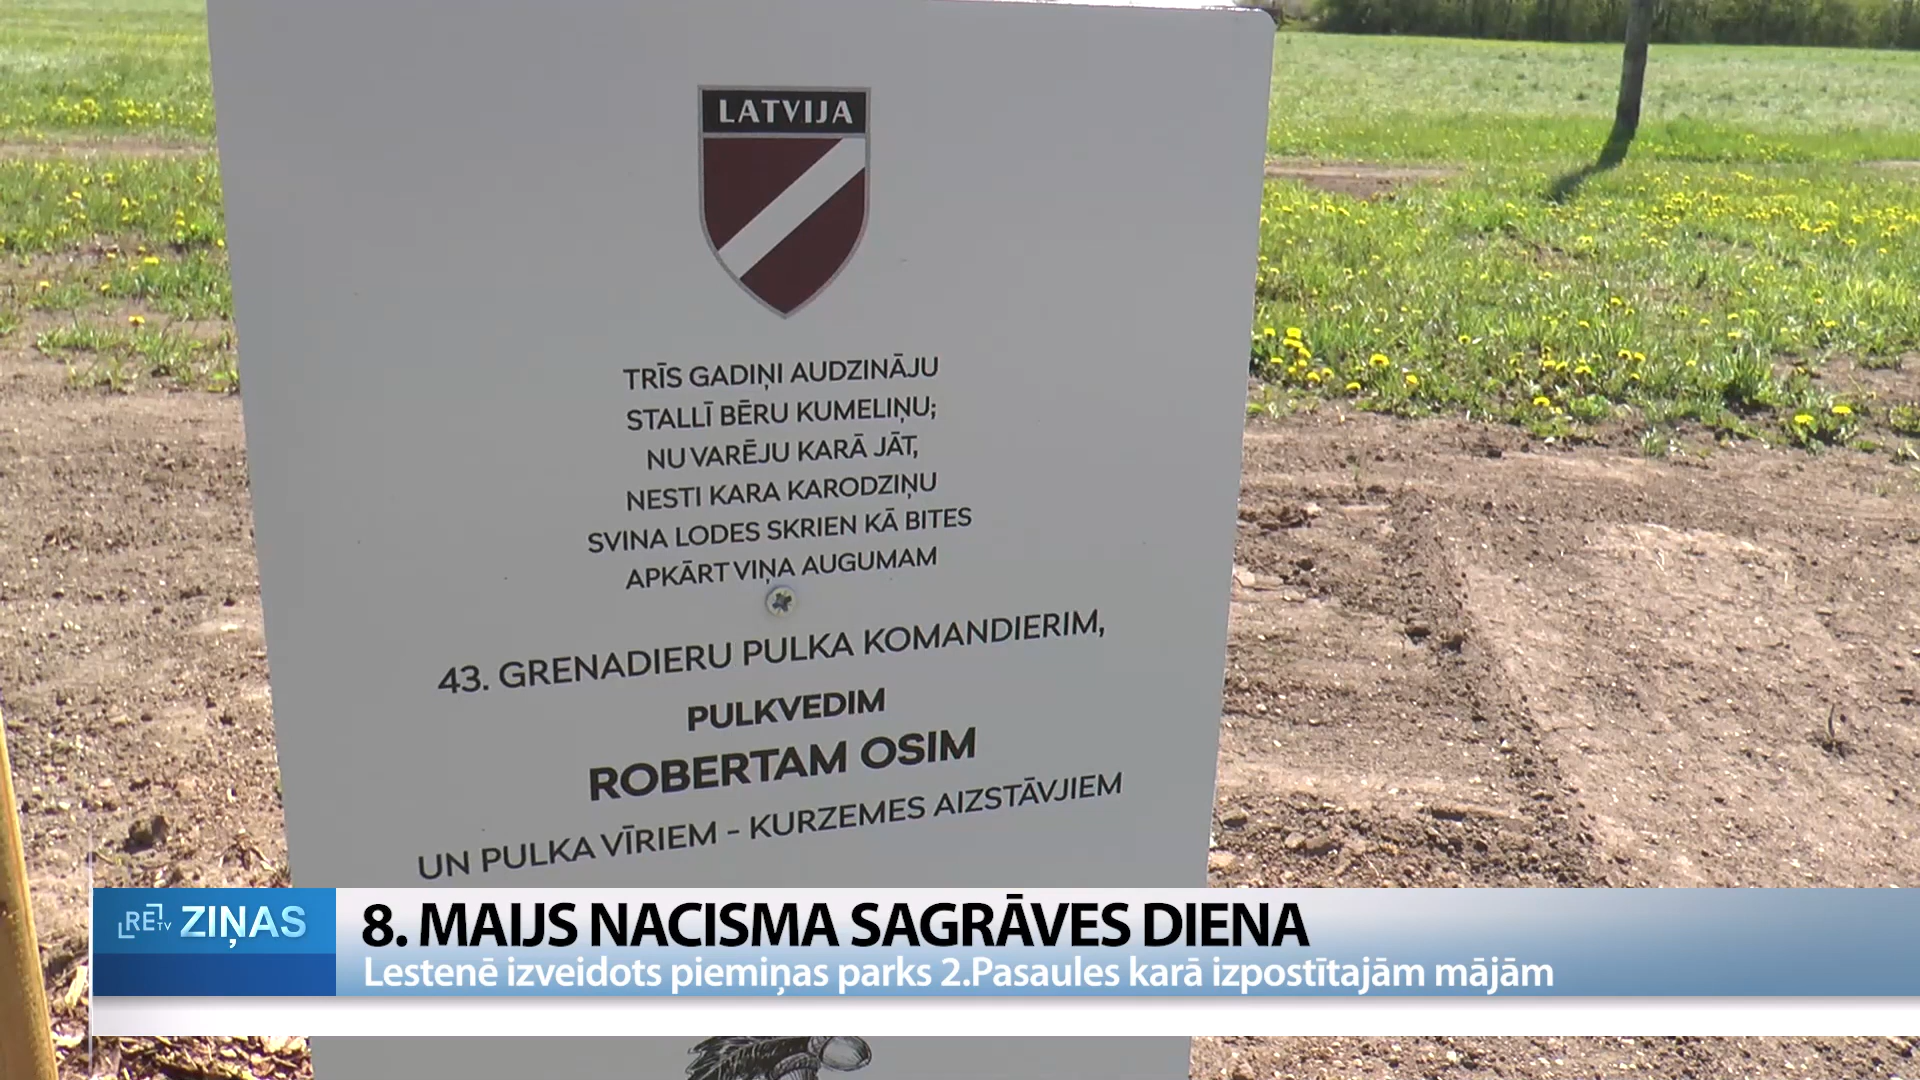 LATVIJA
TRĪS GADIŅI AUDZINĀJU
STALLĪ BĒRU KUMELIŅU;
NU VARĒJU KARĀ JĀT,
NESTI KARA KARODZIŅU
SVINA LODES SKRIEN KĀ BITES
APKĀRT VIŅA AUGUMAM
43. GRENADIERU PULKA KOMANDIERIM,
PULKVEDIM
ROBERTAM OSIM
UN PULKA VĪRIEM - KURZEMES AIZSTĀVJIEM
RETV ZIŅAS
8. MAIJS NACISMA SAGRĀVES DIENA
Lestenē izveidots piemiņas parks 2.Pasaules karā izpostītajām mājām